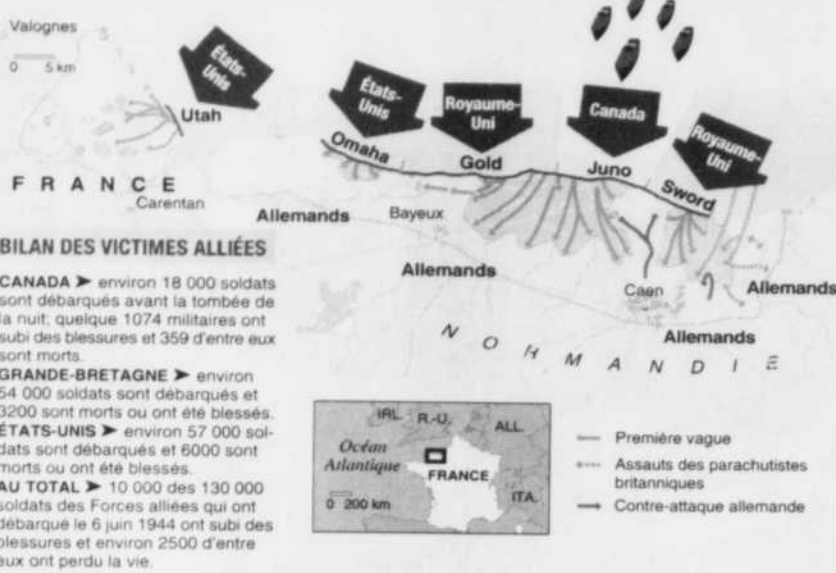 Valognes
0 5 km
États-
Unis
Utah
États-
Unis
Omaha
Royaume-
Uni
Gold
Canada
Juno
Royaume-
Uni
Sword
FRANCE
Carentan
Allemands
Bayeux
Allemands
Caen
Allemands
Allemands
NORMANDIE
BILAN DES VICTIMES ALLIÉES
CANADA ➤ environ 18 000 soldats
sont débarqués avant la tombée de
la nuit; quelque 1074 militaires ont
subi des blessures et 359 d'entre eux
sont morts.
GRANDE-BRETAGNE ➤ environ
54 000 soldats sont débarqués et
3200 sont morts ou ont été blessés.
ÉTATS-UNIS ➤ environ 57 000 sol-
dats sont débarqués et 6000 sont
morts ou ont été blessés.
AU TOTAL ➤ 10 000 des 130 000
soldats des Forces alliées qui ont
débarqué le 6 juin 1944 ont subi des
blessures et environ 2500 d'entre
eux ont perdu la vie.
IRL. R.-U. ALL.
Océan
Atlantique
FRANCE
ITA.
0 200 km
Première vague
Assauts des parachutistes
britanniques
Contre-attaque allemande